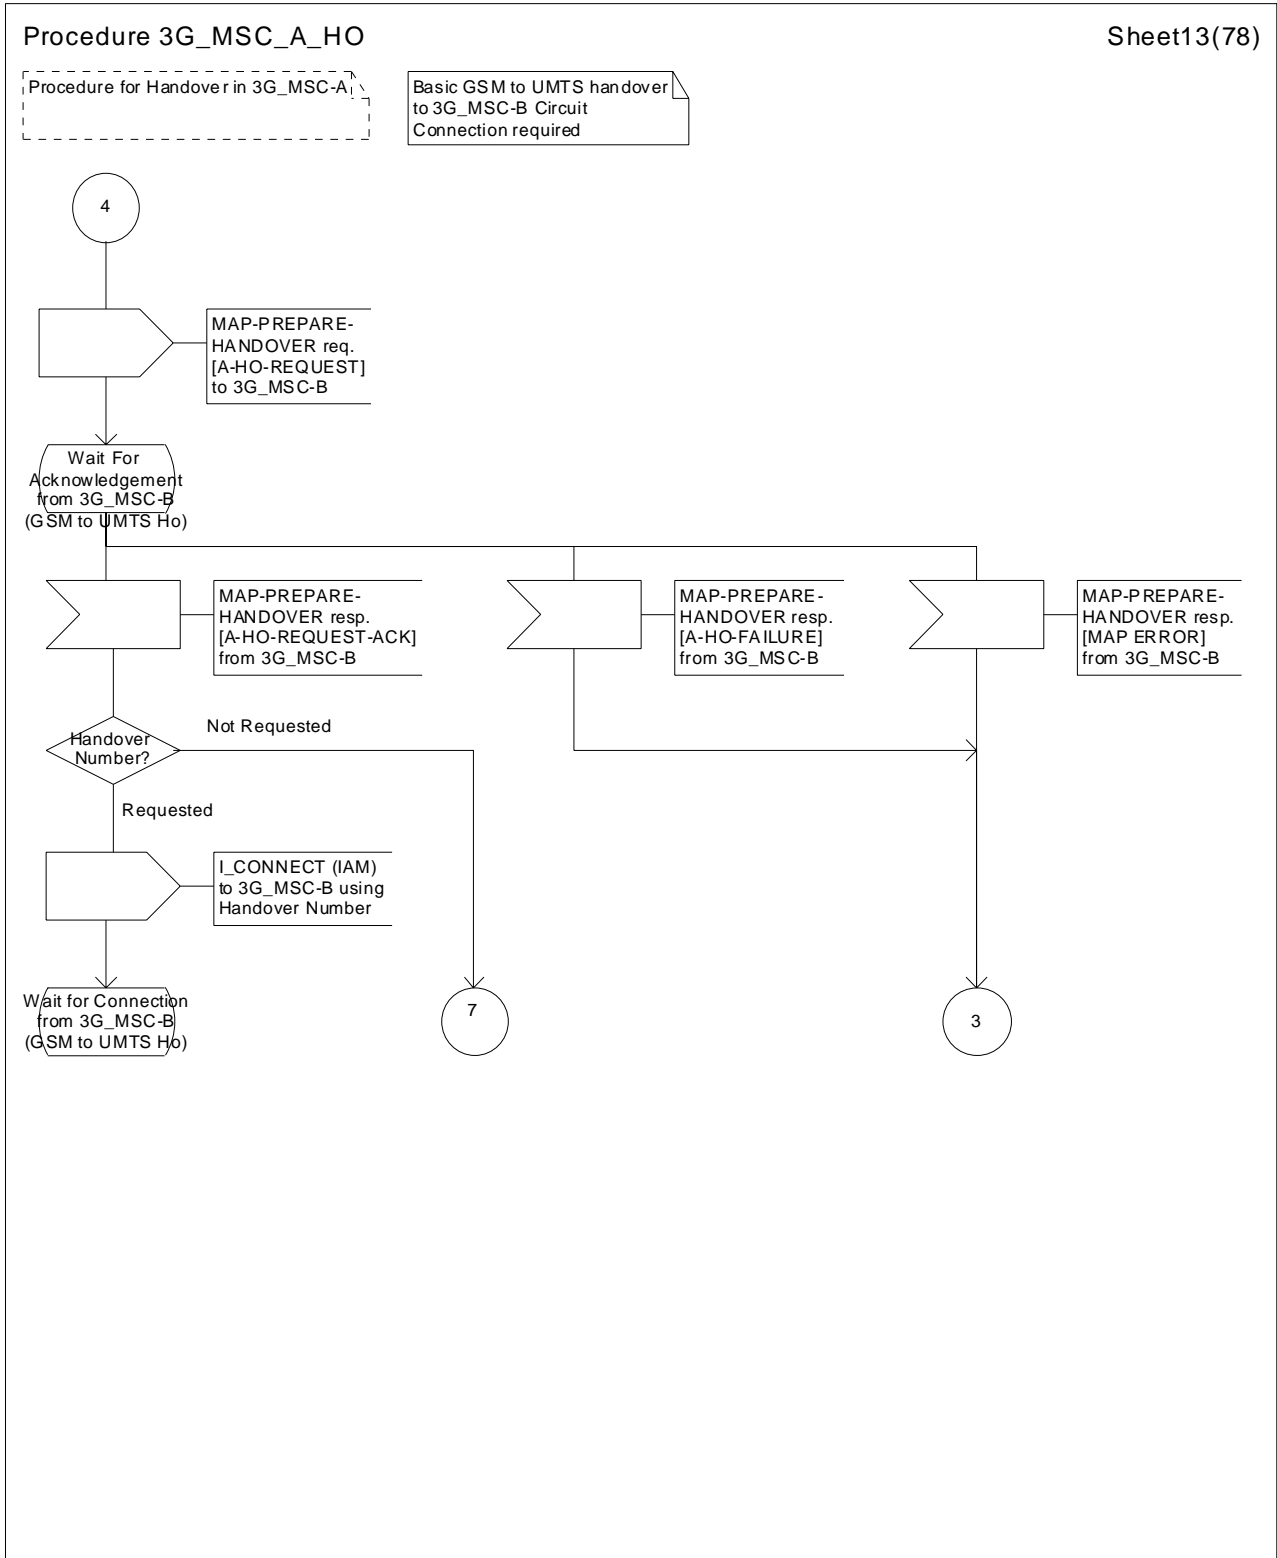 Procedure 3G_MSC_A_HO
Sheet13(78)
Procedure for Handover in 3G_MSC-A
Basic GSM to UMTS handover
to 3G_MSC-B Circuit
Connection required
4
MAP-PREPARE-
HANDOVER req.
[A-HO-REQUEST]
to 3G_MSC-B
Wait For
Acknowledgement
from 3G_MSC-B
(GSM to UMTS Ho)
MAP-PREPARE-
HANDOVER resp.
[A-HO-REQUEST-ACK]
from 3G_MSC-B
MAP-PREPARE-
HANDOVER resp.
[A-HO-FAILURE]
from 3G_MSC-B
MAP-PREPARE-
HANDOVER resp.
[MAP ERROR]
from 3G_MSC-B
Handover
Number?
Not Requested
Requested
I_CONNECT (IAM)
to 3G_MSC-B using
Handover Number
Wait for Connection
from 3G_MSC-B
(GSM to UMTS Ho)
7
3